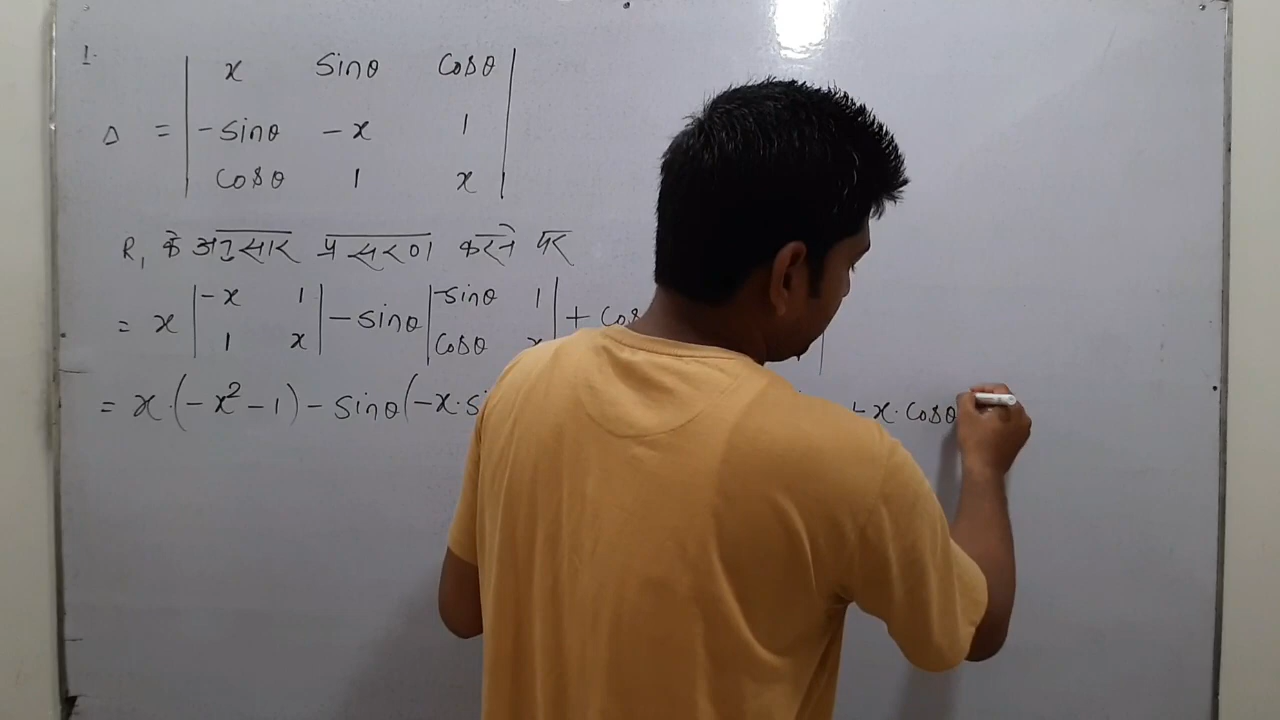 1.
x sinθ cosθ
Δ = -sinθ -x 1
cosθ 1 x
R₁ के अनुसार प्रसरण करने पर
= x | -x 1 | - sinθ | -sinθ 1 | + cos
1 x cosθ x
= x·(-x² - 1) - sinθ(-x·s + x·cosθ